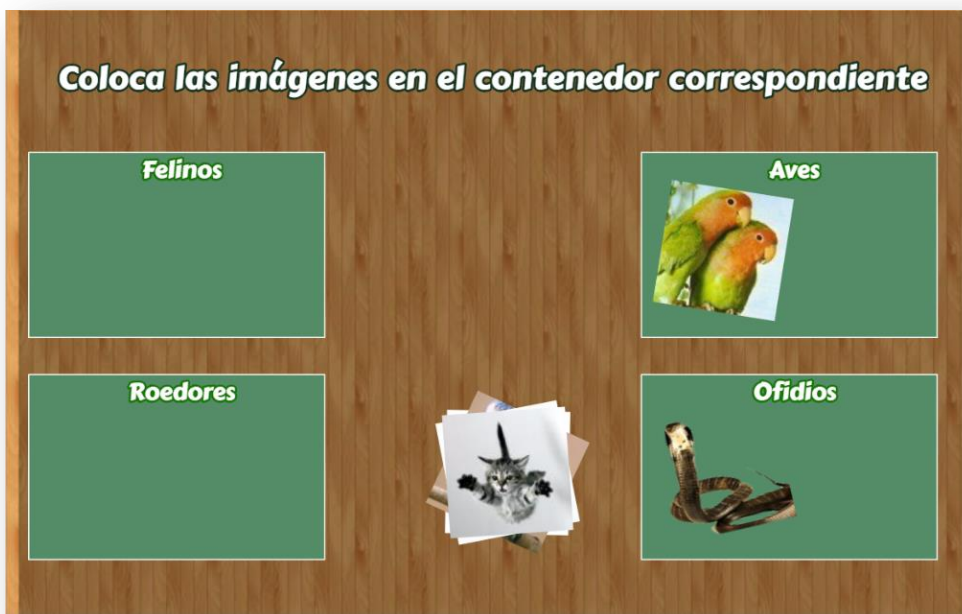 Coloca las imágenes en el contenedor correspondiente
Felinos
Aves
Roedores
Ofidios